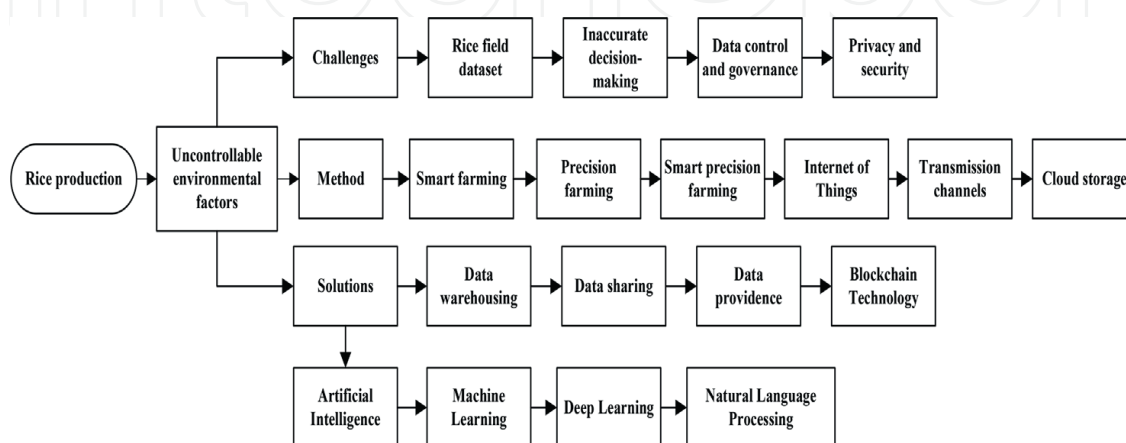 Challenges
Rice field
dataset
Inaccurate
decision-
making
Data control
and governance
Privacy and
security
Rice production
Uncontrollable
environmental
factors
Method
Smart farming
Precision
farming
Smart precision
farming
Internet of
Things
Transmission
channels
Cloud storage
Solutions
Data
warehousing
Data sharing
Data
providence
Blockchain
Technology
Artificial
Intelligence
Machine
Learning
Deep Learning
Natural Language
Processing